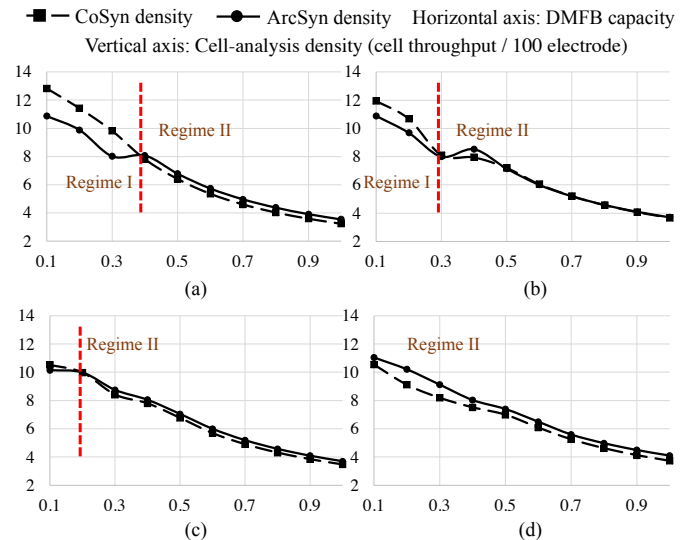 CoSyn density ArcSyn density Horizontal axis: DMFB capacity
Vertical axis: Cell-analysis density (cell throughput / 100 electrode)
14
12
10
8
6
4
2
Regime II
Regime I
0.1 0.3 0.5 0.7 0.9
(a)
14
12
10
8
6
4
2
Regime II
Regime I
0.1 0.3 0.5 0.7 0.9
(b)
14
12
10
8
6
4
2
Regime II
0.1 0.3 0.5 0.7 0.9
(c)
14
12
10
8
6
4
2
Regime II
0.1 0.3 0.5 0.7 0.9
(d)